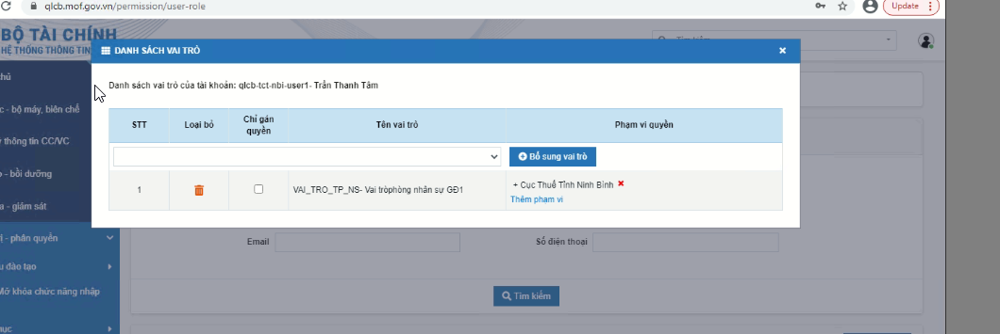 qlcb.mof.gov.vn/permission/user-role
Update
BỘ TÀI CHÍNH
HỆ THỐNG THÔNG TIN
DANH SÁCH VAI TRÒ
Tìm kiếm
Danh sách vai trò của tài khoản: qlcb-tct-nbi-user1- Trần Thanh Tâm
STT
Loại bỏ
Chỉ gán
quyền
Tên vai trò
Phạm vi quyền
Bổ sung vai trò
1
VAI_TRO_TP_NS- Vai tròphòng nhân sự GĐ1
+ Cục Thuế Tỉnh Ninh Bình
Thêm phạm vi
- bộ máy, biên chế
thông tin CC/VC
- bồi dưỡng
- giám sát
- phân quyền
đào tạo
Mở khóa chức năng nhập
Email
Số điện thoại
Tìm kiếm